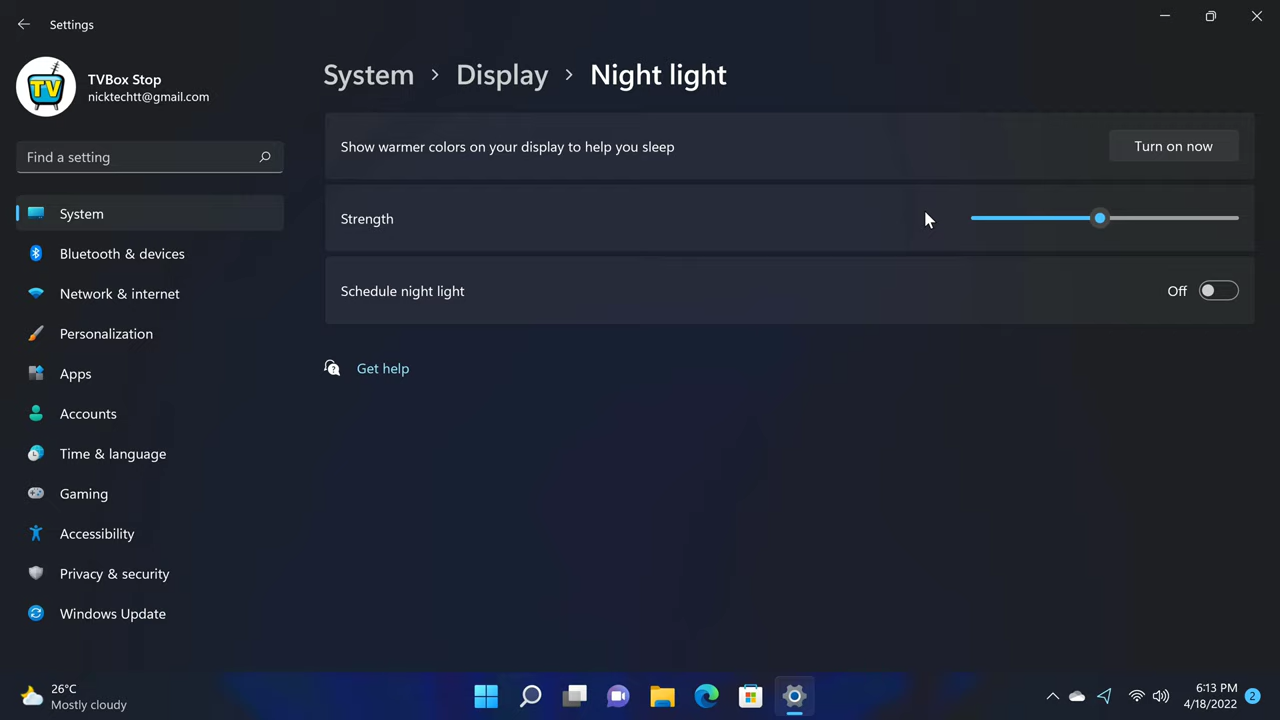 Settings
TV
TVBox Stop
nicktechtt@gmail.com
Find a setting
System
Bluetooth & devices
Network & internet
Personalization
Apps
Accounts
Time & language
Gaming
Accessibility
Privacy & security
Windows Update
System > Display > Night light
Show warmer colors on your display to help you sleep
Turn on now
Strength
Schedule night light
Off
Get help
26°C
Mostly cloudy
6:13 PM
4/18/2022
2